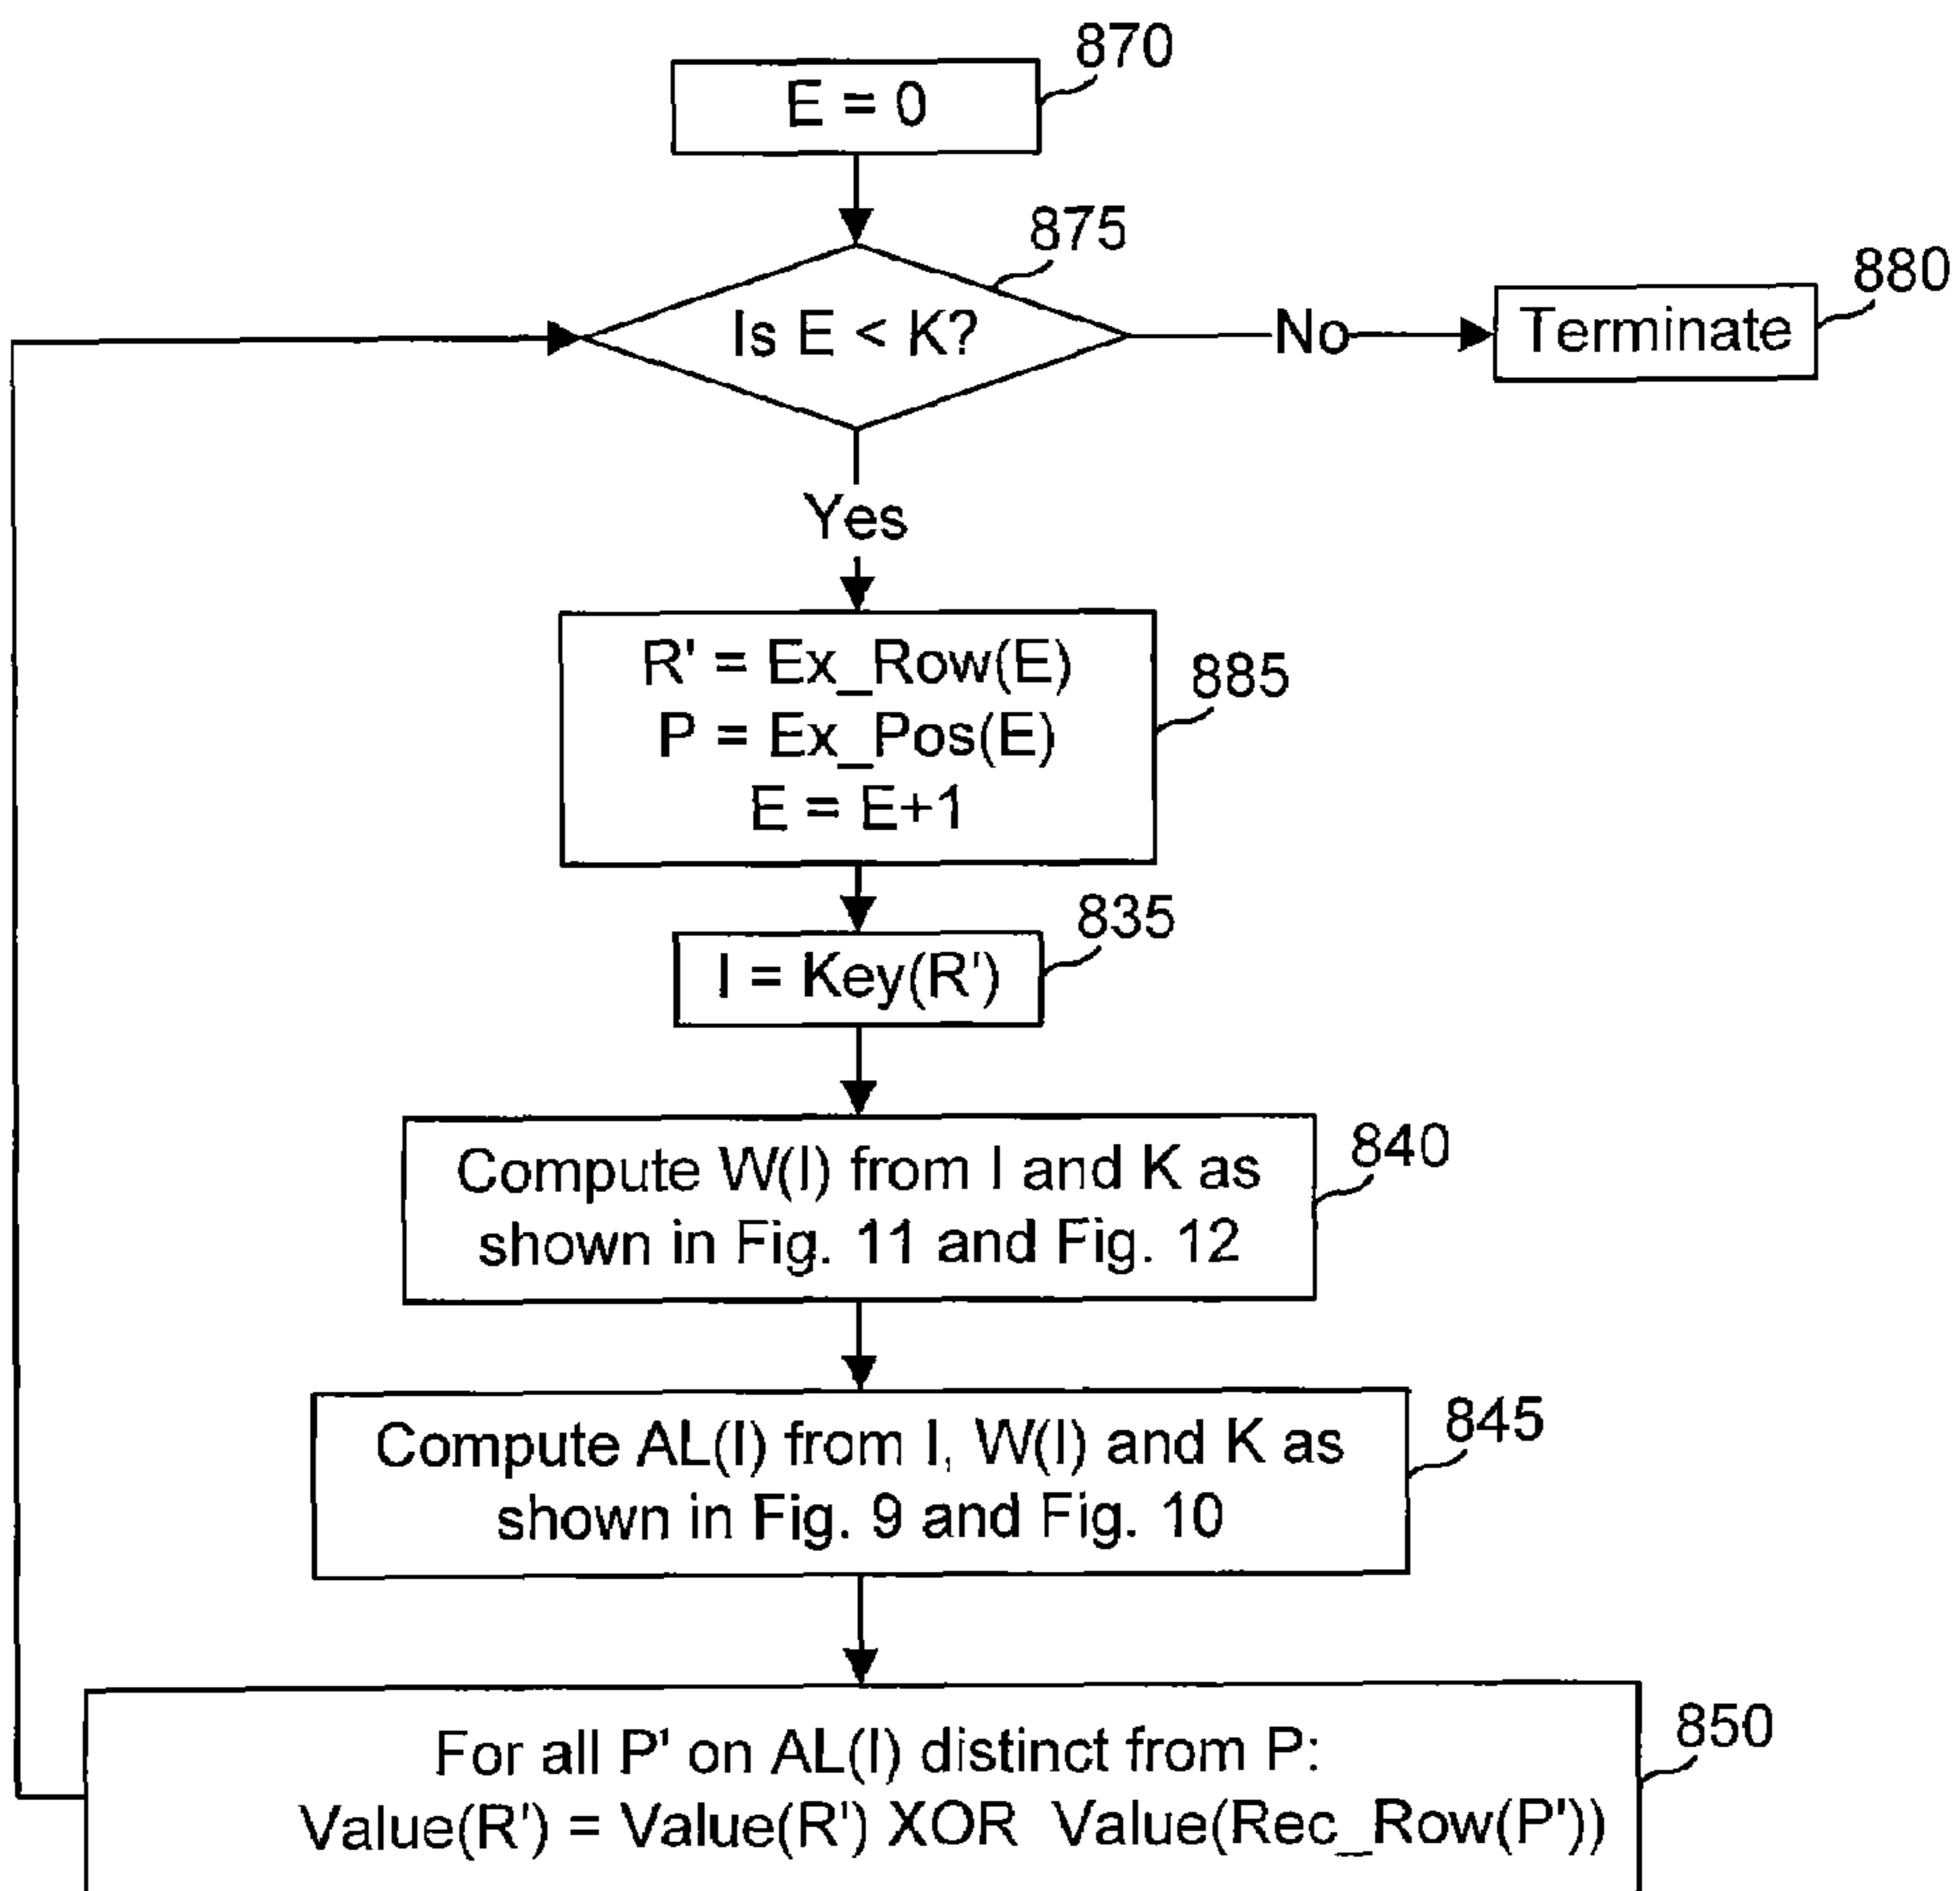 870
E = 0
875
880
Is E < K?
No
Terminate
Yes
R' = Ex_Row(E)
P = Ex_Pos(E)
E = E+1
885
835
I = Key(R')
840
Compute W(I) from I and K as
shown in Fig. 11 and Fig. 12
845
Compute AL(I) from I, W(I) and K as
shown in Fig. 9 and Fig. 10
850
For all P' on AL(I) distinct from P:
Value(R') = Value(R') XOR Value(Rec_Row(P'))